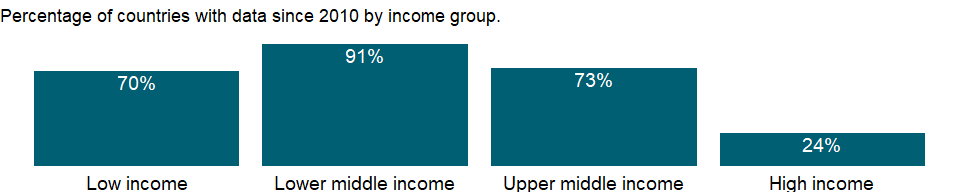 Percentage of countries with data since 2010 by income group.
70%
91%
73%
24%
Low income
Lower middle income
Upper middle income
High income